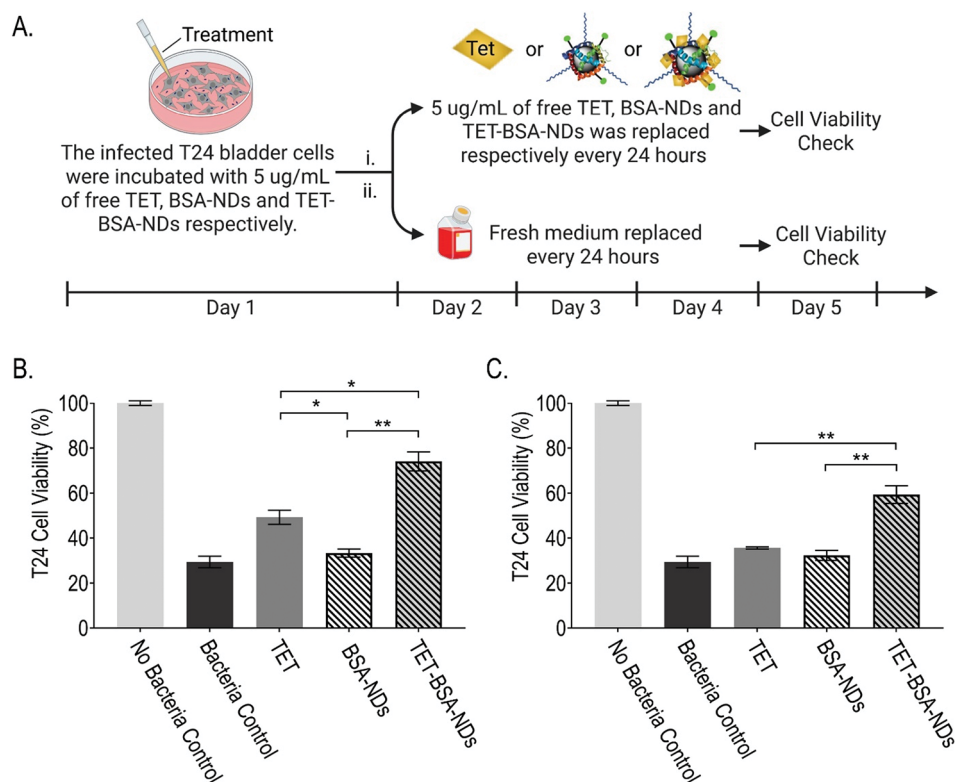 A.
Treatment
Tet or or
The infected T24 bladder cells
were incubated with 5 ug/mL
of free TET, BSA-NDs and TET-
BSA-NDs respectively.
i.
ii.
5 ug/mL of free TET, BSA-NDs and
TET-BSA-NDs was replaced
respectively every 24 hours
Cell Viability
Check
Fresh medium replaced
every 24 hours
Cell Viability
Check
Day 1 Day 2 Day 3 Day 4 Day 5
B.
T24 Cell Viability (%)
100
80
60
40
20
0
*
*
**
No Bacteria Control
Bacteria Control
TET
BSA-NDs
TET-BSA-NDs
C.
T24 Cell Viability (%)
100
80
60
40
20
0
**
**
No Bacteria Control
Bacteria Control
TET
BSA-NDs
TET-BSA-NDs